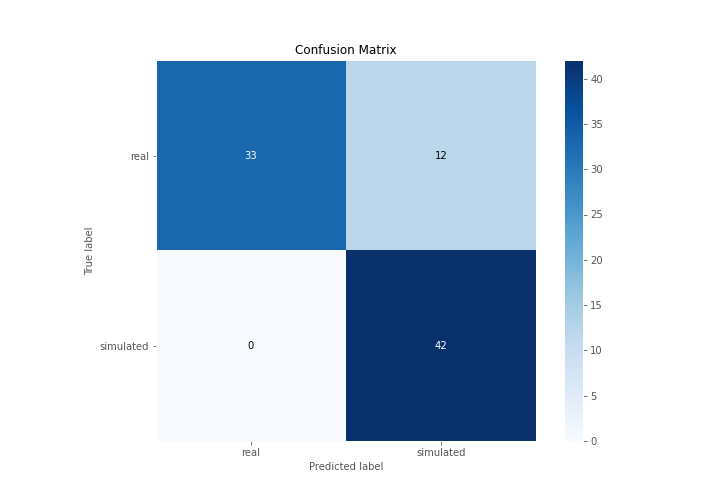 Confusion Matrix
True label
real
33
12
simulated
0
42
real
simulated
Predicted label
40
35
30
25
20
15
10
5
0